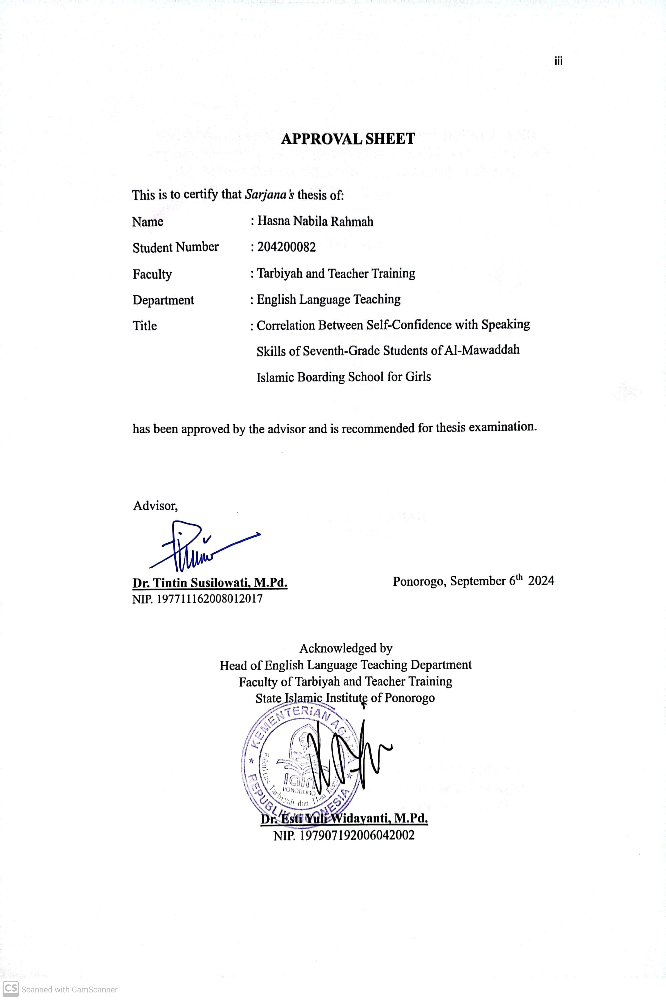 iii
APPROVAL SHEET
This is to certify that Sarjana's thesis of:
Name : Hasna Nabila Rahmah
Student Number : 204200082
Faculty : Tarbiyah and Teacher Training
Department : English Language Teaching
Title : Correlation Between Self-Confidence with Speaking
Skills of Seventh-Grade Students of Al-Mawaddah
Islamic Boarding School for Girls
has been approved by the advisor and is recommended for thesis examination.
Advisor,
Dr. Tintin Susilowati, M.Pd.
NIP. 197711162008012017
Ponorogo, September 6th 2024
Acknowledged by
Head of English Language Teaching Department
Faculty of Tarbiyah and Teacher Training
State Islamic Institute of Ponorogo
KEMENTERIAN AGAMA
REPUBLIK INDONESIA
Fakultas Tarbiyah dan Ilmu
iain
PONOROGO
Dr. Esti Yuli Widayanti, M.Pd.
NIP. 197907192006042002
CS Scanned with CamScanner